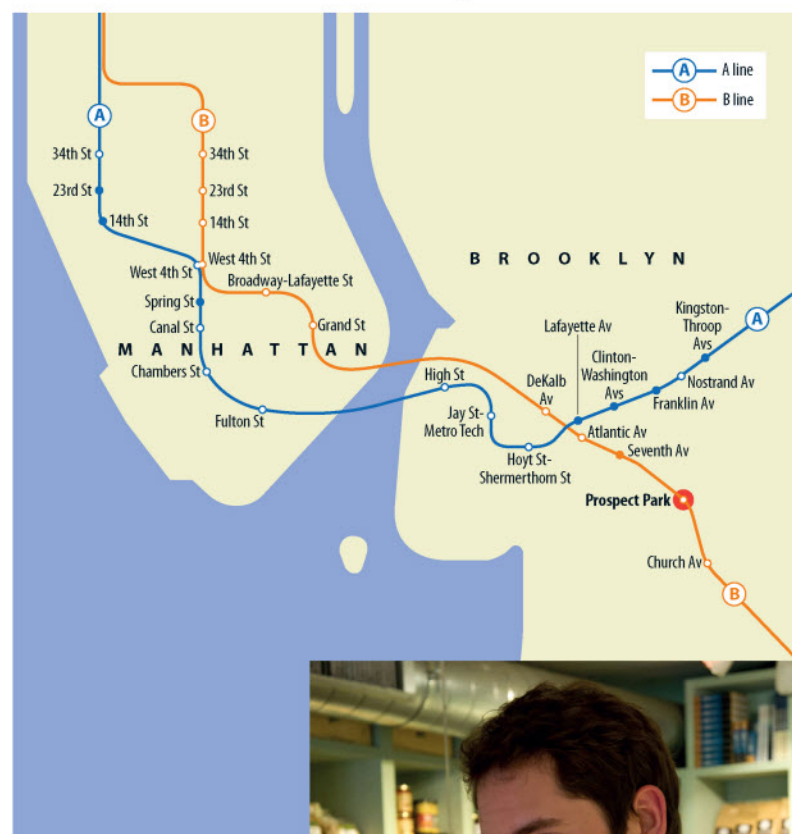 A A line
B B line
A
B
34th St
34th St
23rd St
23rd St
14th St
14th St
West 4th St
West 4th St
BROOKLYN
Broadway-Lafayette St
Spring St
Grand St
Canal St
MANHATTAN
Chambers St
Fulton St
High St
Jay St-
Metro Tech
Hoyt St-
Shermerthorn St
DeKalb
Av
Lafayette Av
Clinton-
Washington
Avs
Kingston-
Throop
Avs
A
Nostrand Av
Franklin Av
Atlantic Av
Seventh Av
Prospect Park
Church Av
B